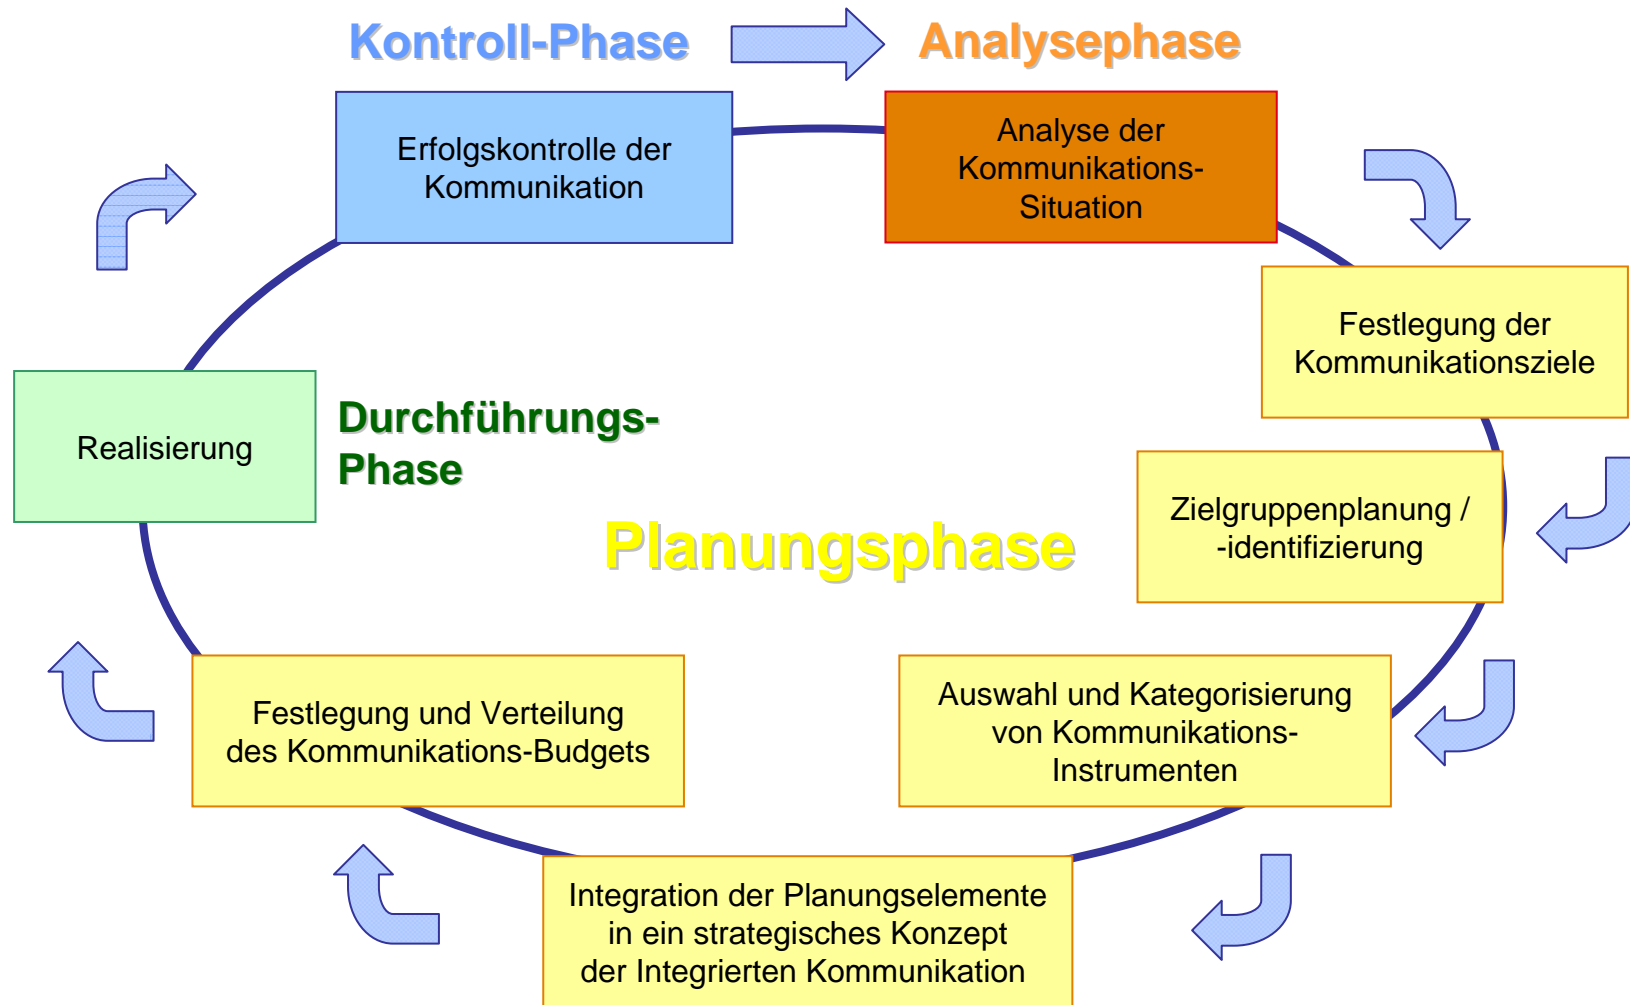 Kontroll-Phase
Analysephase
Erfolgskontrolle der
Kommunikation
Analyse der
Kommunikations-
Situation
Festlegung der
Kommunikationsziele
Realisierung
Durchführungs-
Phase
Zielgruppenplanung /
-identifizierung
Planungsphase
Festlegung und Verteilung
des Kommunikations-Budgets
Auswahl und Kategorisierung
von Kommunikations-
Instrumenten
Integration der Planungselemente
in ein strategisches Konzept
der Integrierten Kommunikation